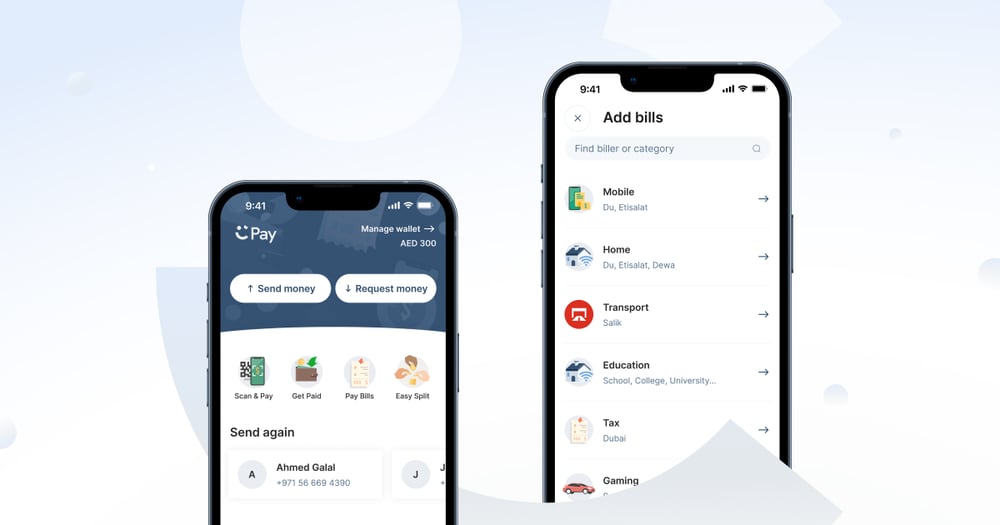 9:41
Pay
Manage wallet →
AED 300
↑ Send money
↓ Request money
Scan & Pay
Get Paid
Pay Bills
Easy Split
Send again
A
Ahmed Galal
+971 56 669 4390
J
9:41
Add bills
Find biller or category
Mobile
Du, Etisalat
Home
Du, Etisalat, Dewa
Transport
Salik
Education
School, College, University...
Tax
Dubai
Gaming